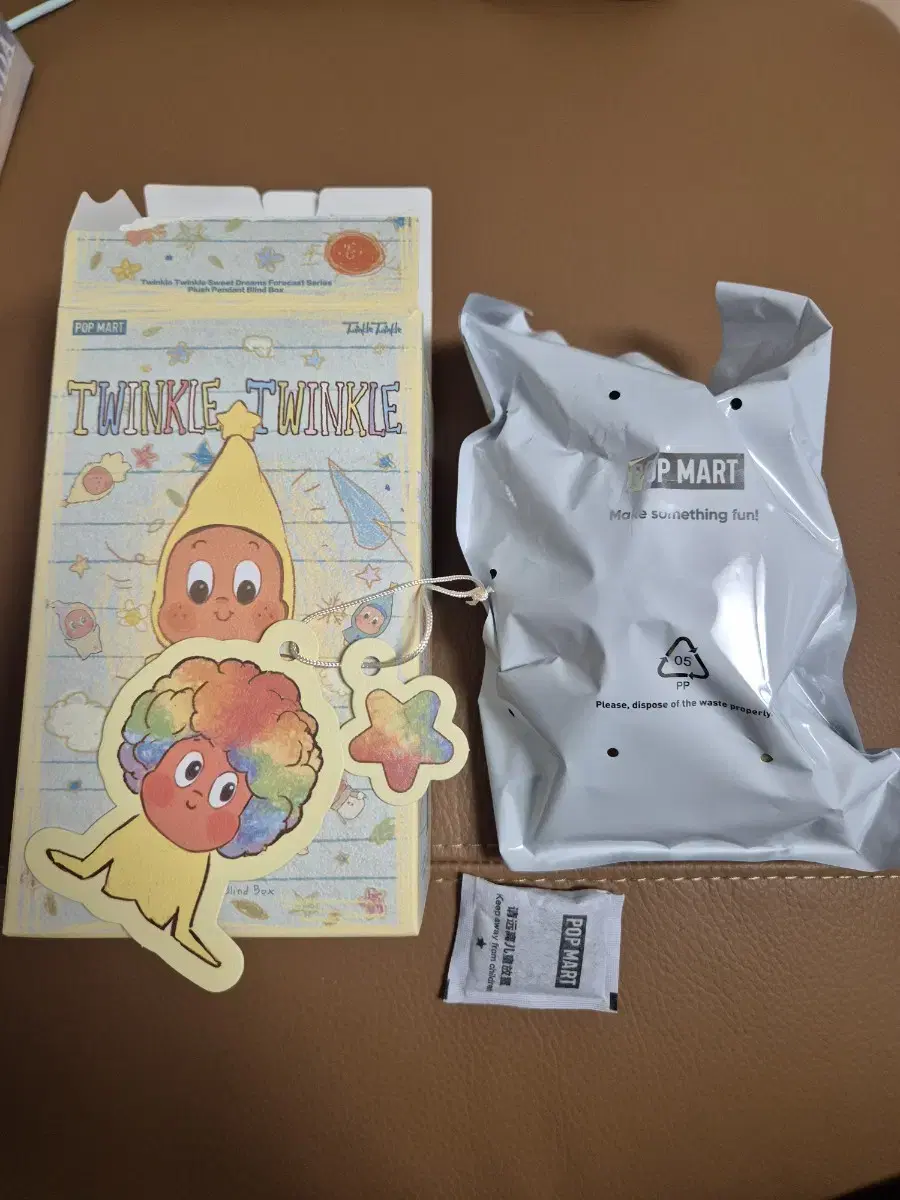 Twinkle Twinkle Sweet Dreams Forecast Series
Plush Pendant Blind Box
POP MART
Twinkle Twinkle
TWINKLE TWINKLE
Blind Box
POP MART
Make something fun!
05
PP
Please, dispose of the waste properly
POP MART
请远离儿童放置
Keep away from children